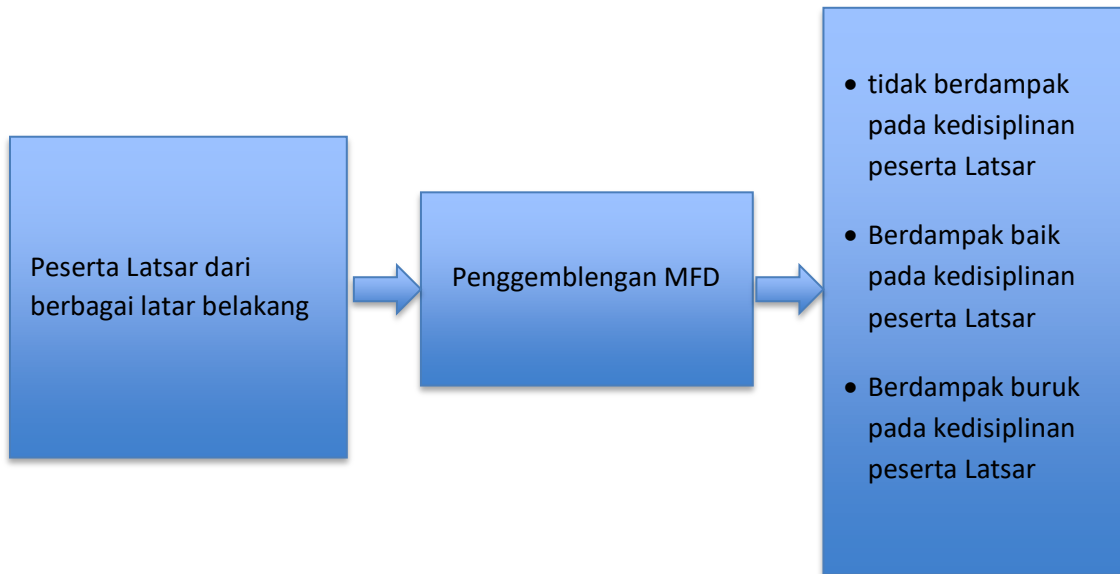 Peserta Latsar dari
berbagai latar belakang
Penggemblengan MFD
• tidak berdampak
pada kedisiplinan
peserta Latsar
• Berdampak baik
pada kedisiplinan
peserta Latsar
• Berdampak buruk
pada kedisiplinan
peserta Latsar